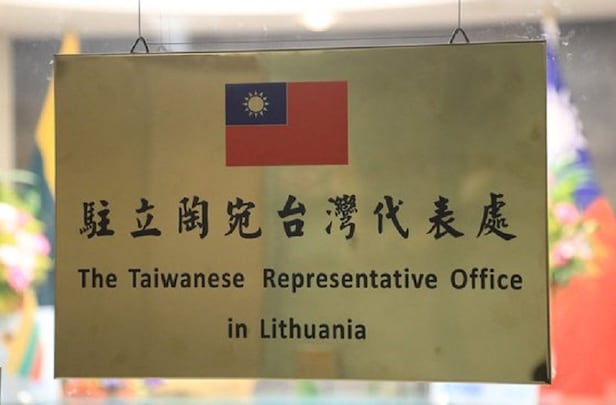 駐立陶宛台灣代表處
The Taiwanese Representative Office
in Lithuania